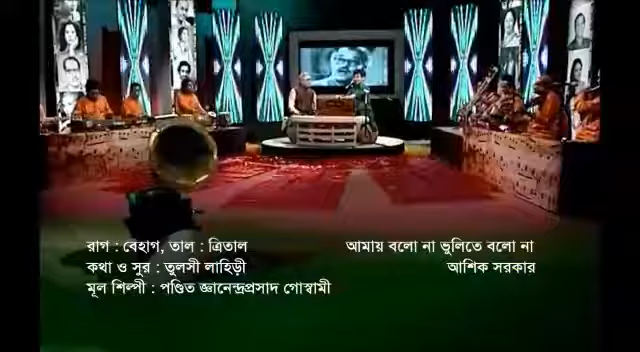 রাগ : বেহাগ, তাল : ত্রিতাল
কথা ও সুর : তুলসী লাহিড়ী
মূল শিল্পী : পণ্ডিত জ্ঞানেন্দ্রপ্রসাদ গোস্বামী
আমায় বলো না ভুলিতে বলো না
আশিক সরকার